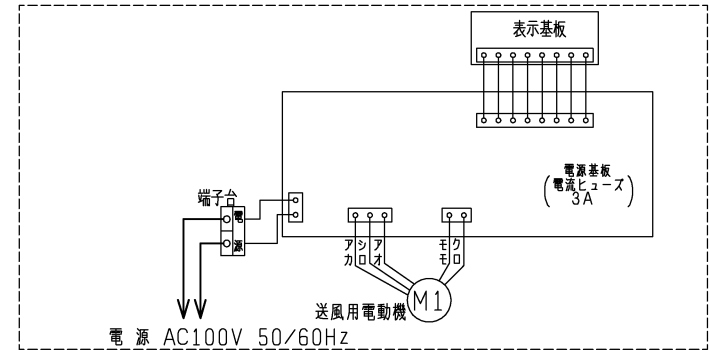 表示基板
電源基板
(電流ヒューズ)
3A
端子台
電
源
アカ
シロ
アオ
モモ
クロ
M1
送風用電動機
電 源 AC100V 50/60Hz